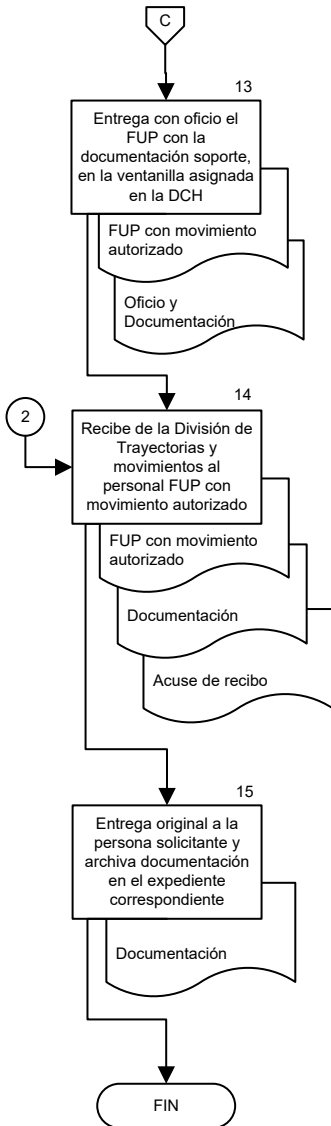 C
13
Entrega con oficio el
FUP con la
documentación soporte,
en la ventanilla asignada
en la DCH
FUP con movimiento
autorizado
Oficio y
Documentación
2
14
Recibe de la División de
Trayectorias y
movimientos al
personal FUP con
movimiento autorizado
FUP con movimiento
autorizado
Documentación
Acuse de recibo
15
Entrega original a la
persona solicitante y
archiva documentación
en el expediente
correspondiente
Documentación
FIN